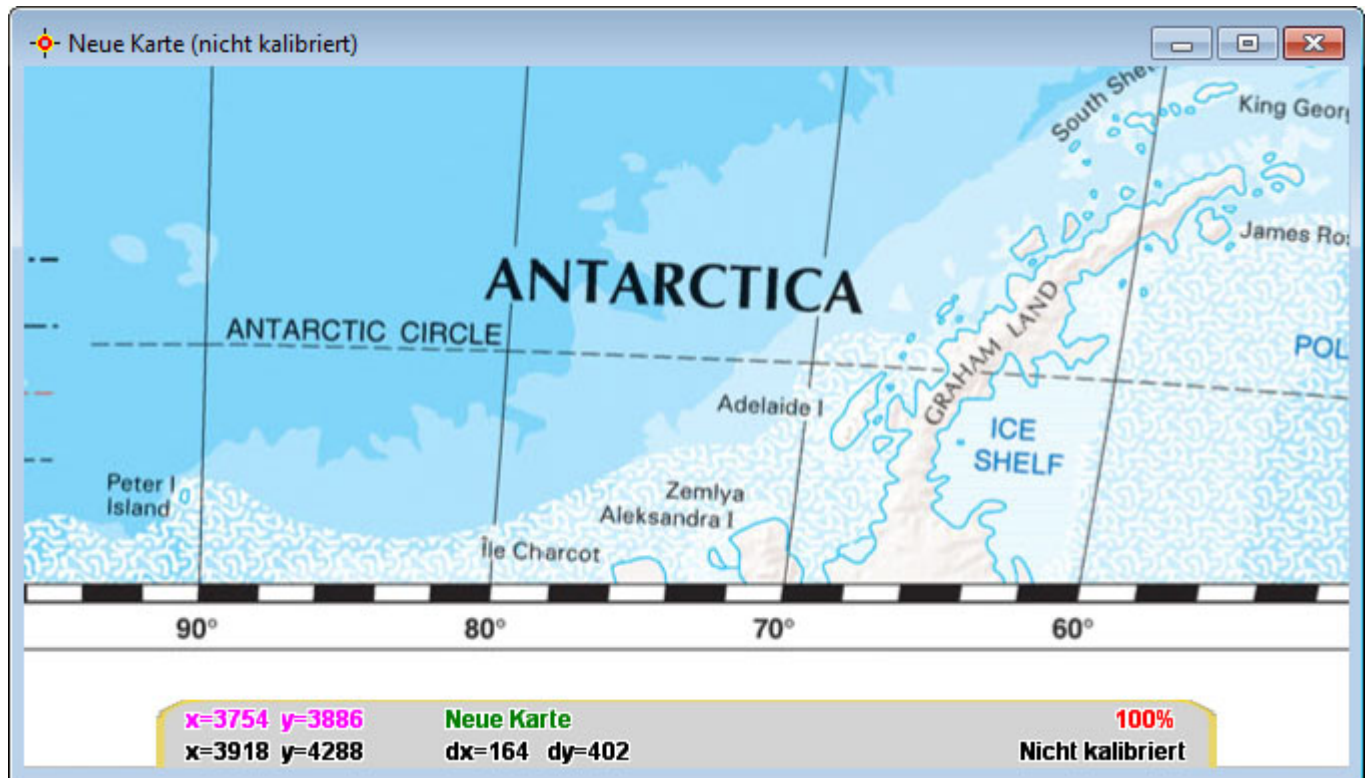 Neue Karte (nicht kalibriert)
South Shet
King Georg
James Ros
ANTARCTICA
ANTARCTIC CIRCLE
GRAHAM LAND
POL
Adelaide I
ICE
SHELF
Peter I
Island
Zemlya
Aleksandra I
Île Charcot
90° 80° 70° 60°
x=3754 y=3886 Neue Karte 100%
x=3918 y=4288 dx=164 dy=402 Nicht kalibriert